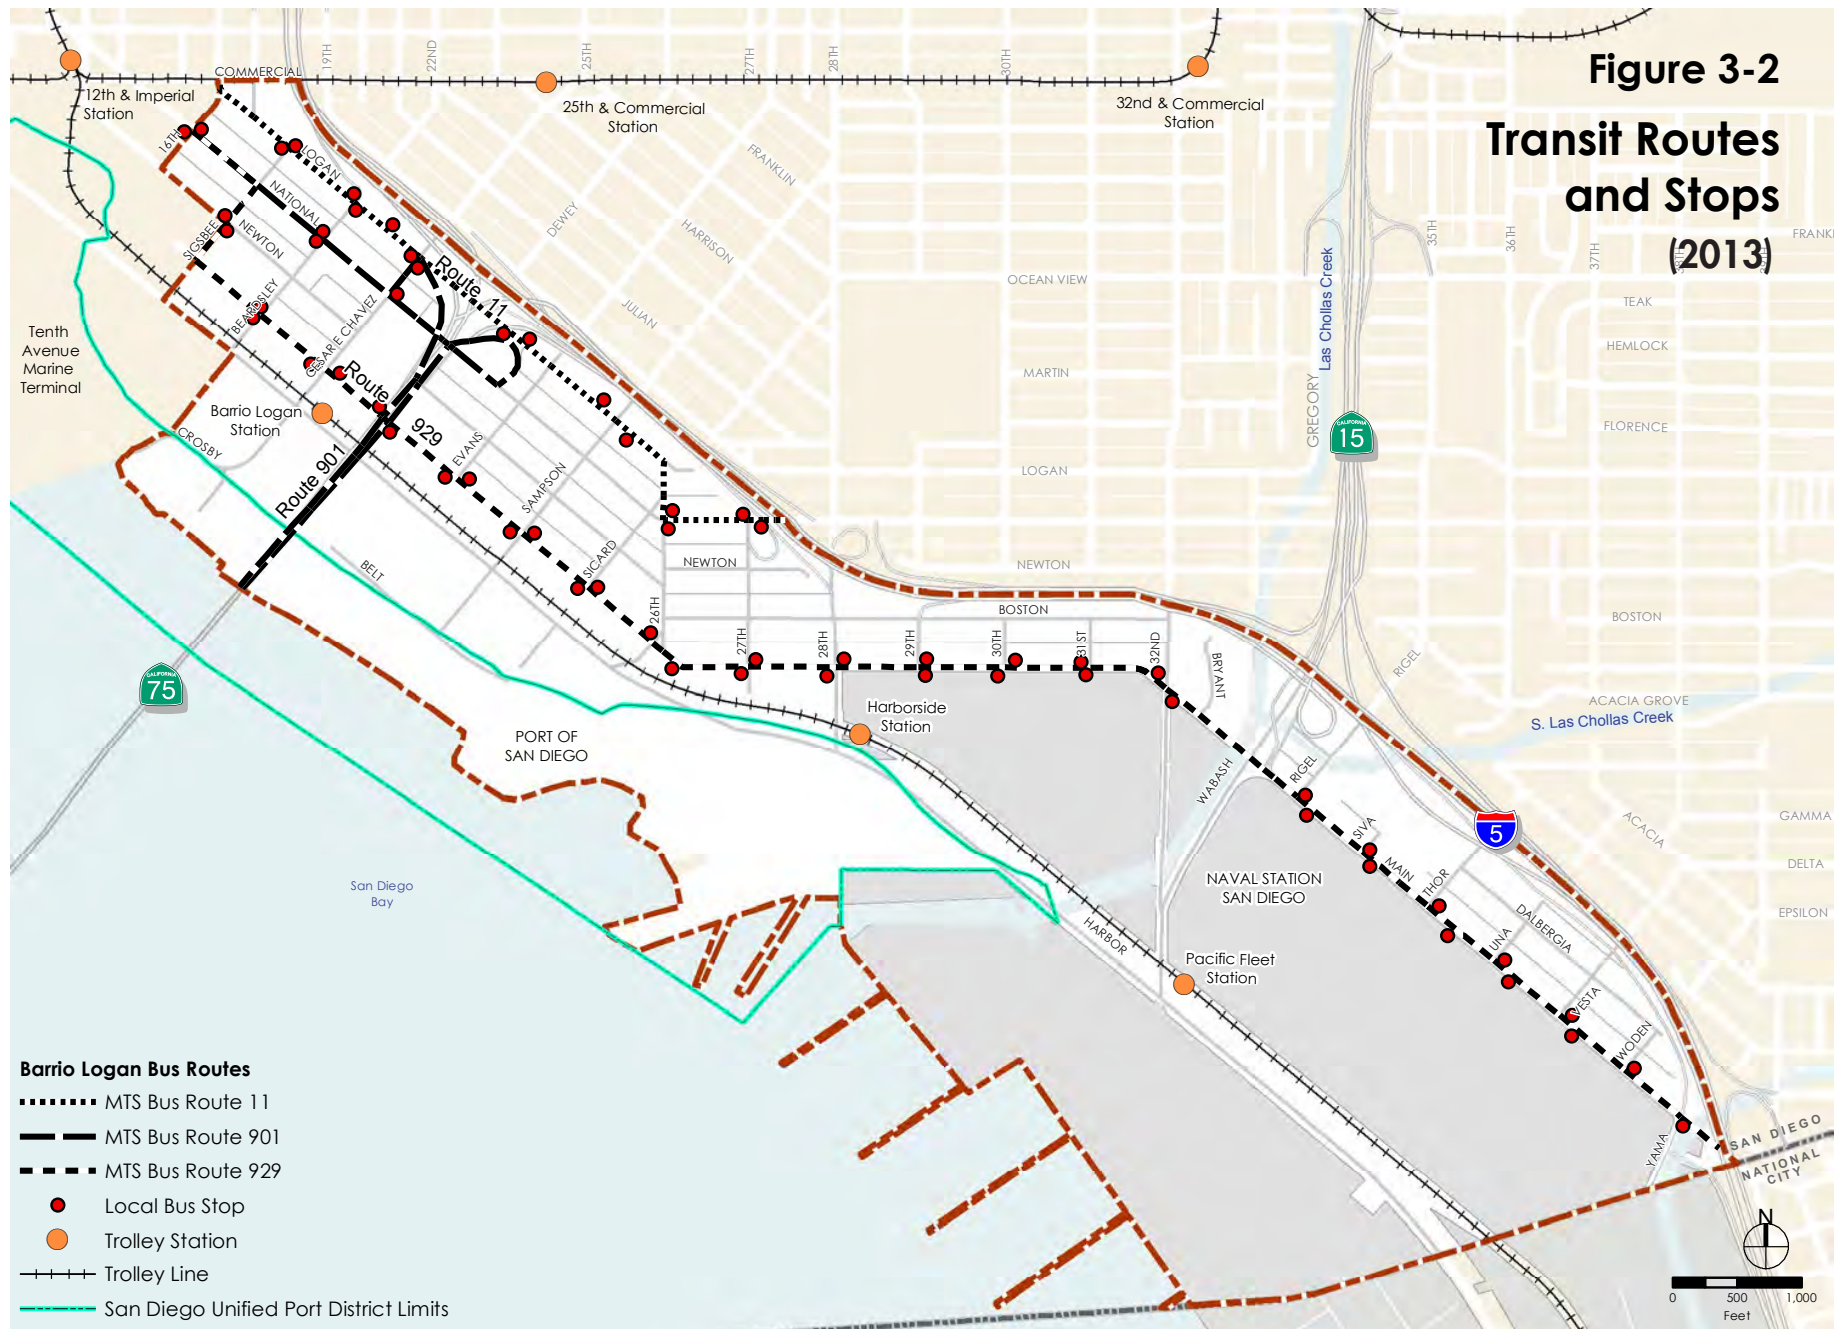 Figure 3-2
Transit Routes
and Stops
(2013)
COMMERCIAL
19TH
22ND
25TH
27TH
28TH
30TH
12th & Imperial
Station
25th & Commercial
Station
32nd & Commercial
Station
16TH
LOGAN
NATIONAL
NEWTON
SIGSBEE
BEARDSLEY
CESAR E CHAVEZ
FRANKLIN
DEWEY
HARRISON
JULIAN
OCEAN VIEW
MARTIN
LOGAN
NEWTON
GREGORY
Las Chollas Creek
CALIFORNIA
15
35TH
36TH
37TH
38TH
FRANKL
TEAK
HEMLOCK
FLORENCE
BOSTON
ACACIA GROVE
S. Las Chollas Creek
RIGEL
ACACIA
GAMMA
DELTA
EPSILON
Route 11
Route 929
Route 901
Tenth
Avenue
Marine
Terminal
Barrio Logan
Station
CROSBY
EVANS
SAMPSON
SICARD
BELT
26TH
NEWTON
BOSTON
27TH
28TH
29TH
30TH
31ST
32ND
BRYANT
CALIFORNIA
75
PORT OF
SAN DIEGO
Harborside
Station
WABASH
RIGEL
SIVA
MAIN
THOR
UNA
DALBERGIA
VESTA
WODEN
YAMA
5
NAVAL STATION
SAN DIEGO
San Diego
Bay
HARBOR
Pacific Fleet
Station
SAN DIEGO
NATIONAL
CITY
Barrio Logan Bus Routes
MTS Bus Route 11
MTS Bus Route 901
MTS Bus Route 929
Local Bus Stop
Trolley Station
Trolley Line
San Diego Unified Port District Limits
N
0 500 1,000
Feet